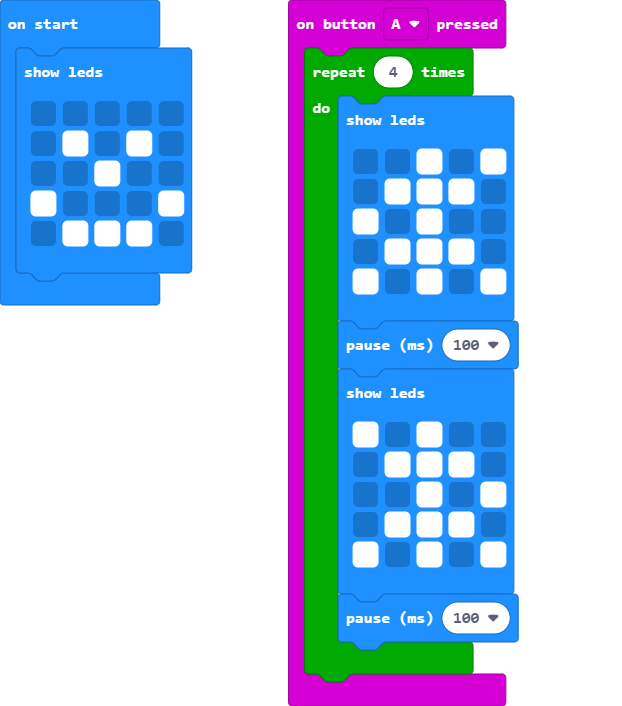 on start
show leds
on button A pressed
repeat 4 times
do
show leds
pause (ms) 100
show leds
pause (ms) 100